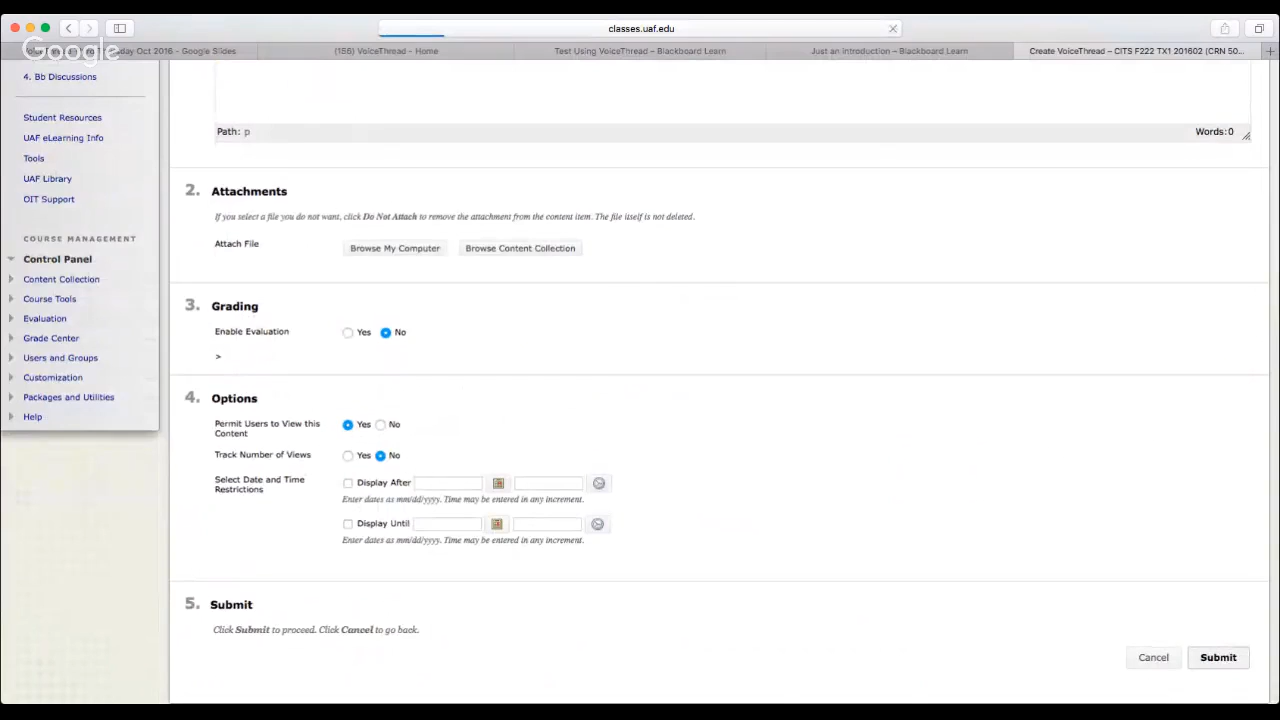 classes.uaf.edu
Google
day Oct 2016 - Google Slides
(156) VoiceThread - Home
Test Using VoiceThread – Blackboard Learn
Just an Introduction – Blackboard Learn
Create VoiceThread – CITS F222 TX1 201602 (CRN 50...
4. Bb Discussions
Student Resources
UAF eLearning Info
Tools
UAF Library
OIT Support
COURSE MANAGEMENT
Control Panel
Content Collection
Course Tools
Evaluation
Grade Center
Users and Groups
Customization
Packages and Utilities
Help
Path: p
Words:0
2. Attachments
If you select a file you do not want, click Do Not Attach to remove the attachment from the content item. The file itself is not deleted.
Attach File
Browse My Computer
Browse Content Collection
3. Grading
Enable Evaluation
Yes
No
>
4. Options
Permit Users to View this
Content
Yes
No
Track Number of Views
Yes
No
Select Date and Time
Restrictions
Display After
Enter dates as mm/dd/yyyy. Time may be entered in any increment.
Display Until
Enter dates as mm/dd/yyyy. Time may be entered in any increment.
5. Submit
Click Submit to proceed. Click Cancel to go back.
Cancel
Submit